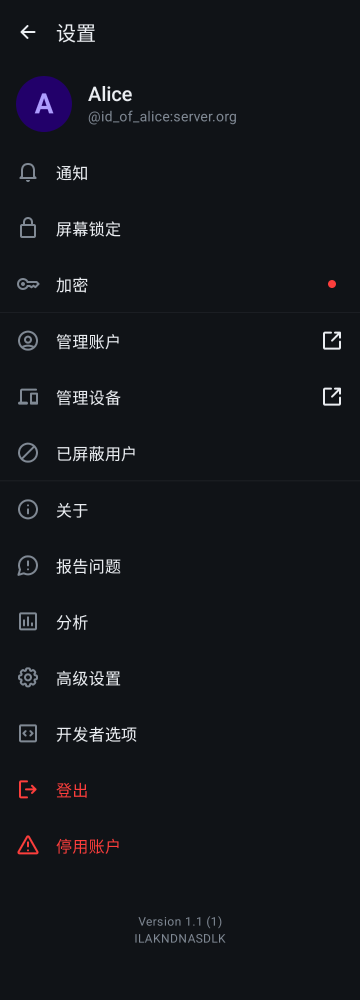 设置
A
Alice
@id_of_alice:server.org
通知
屏幕锁定
加密
管理账户
管理设备
已屏蔽用户
关于
报告问题
分析
高级设置
开发者选项
登出
停用账户
Version 1.1 (1)
ILAKNDNASDLK